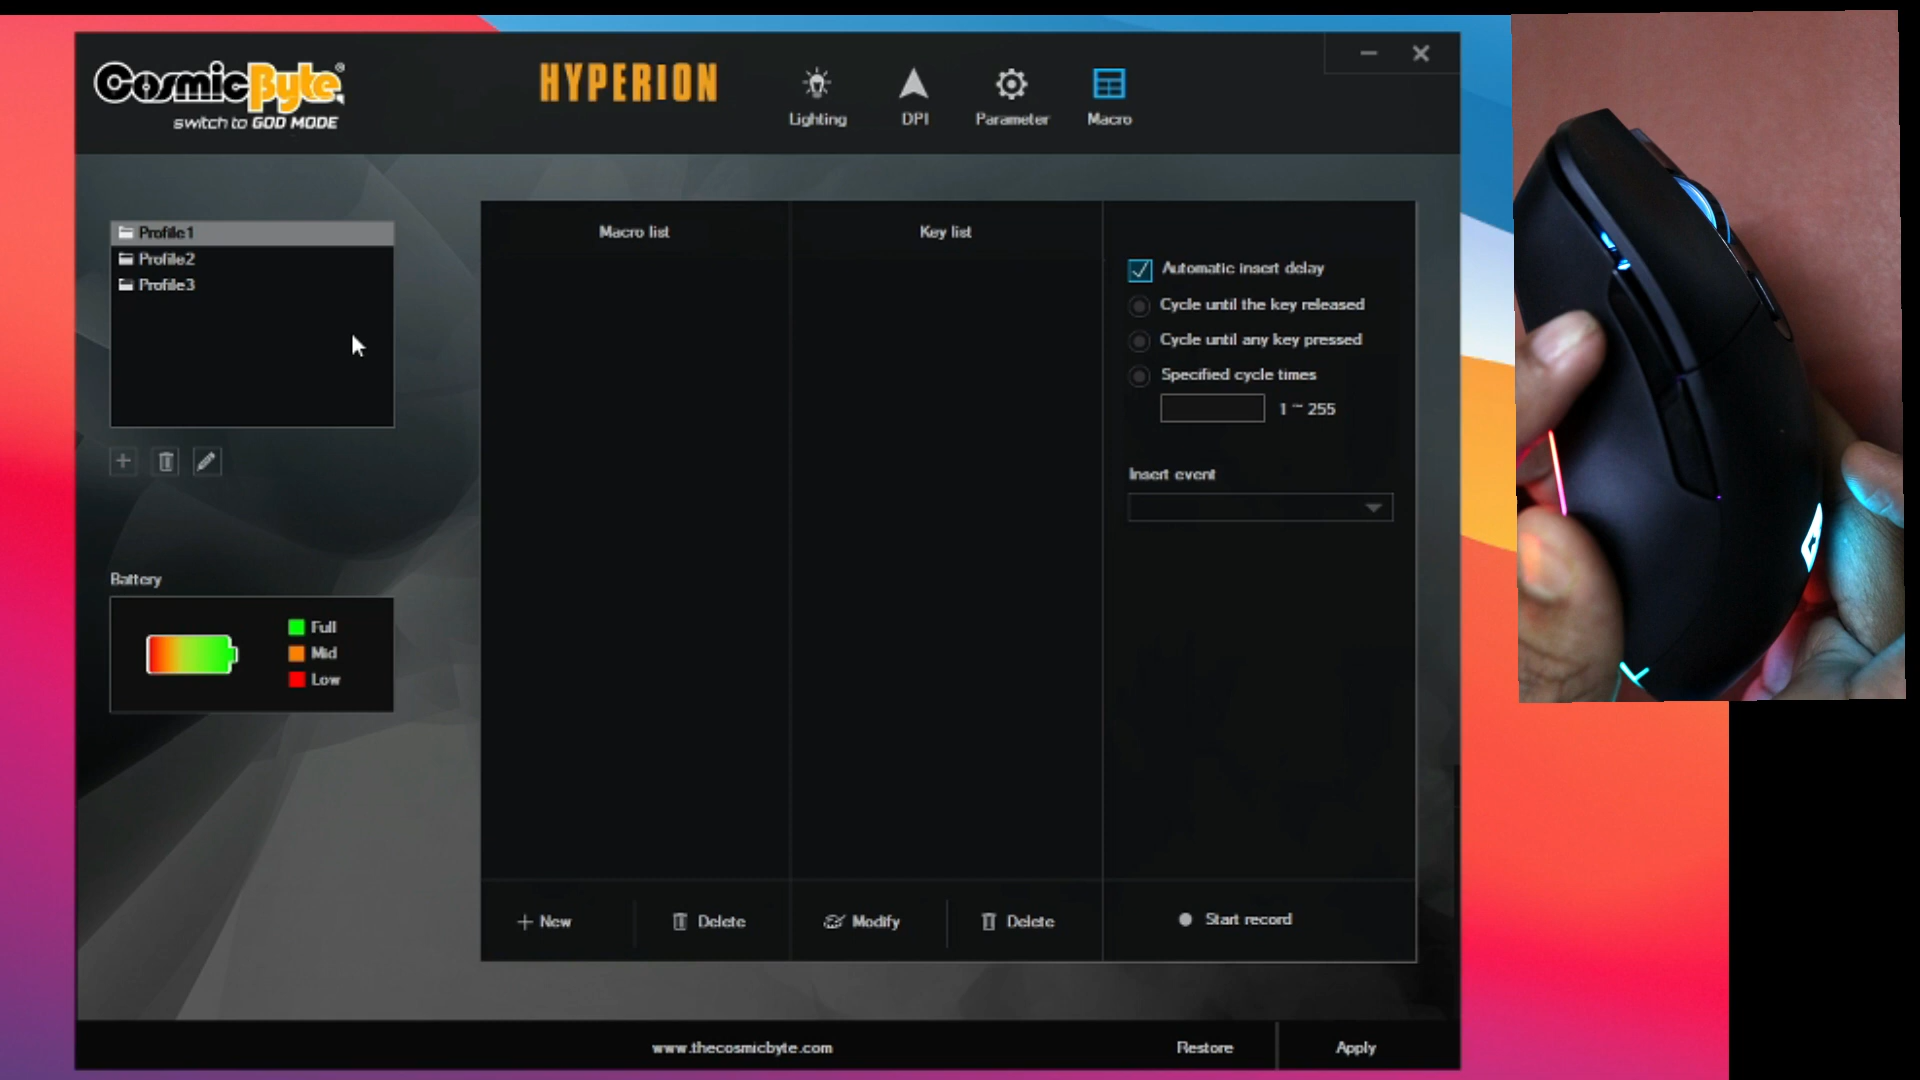 CosmicByte
switch to GOD MODE
HYPERION
Lighting
DPI
Parameter
Macro
Profile1
Profile2
Profile3
Battery
Full
Mid
Low
Macro list
Key list
Automatic insert delay
Cycle until the key released
Cycle until any key pressed
Specified cycle times
1 ~ 255
Insert event
New
Delete
Modify
Delete
Start record
www.thecosmicbyte.com
Restore
Apply